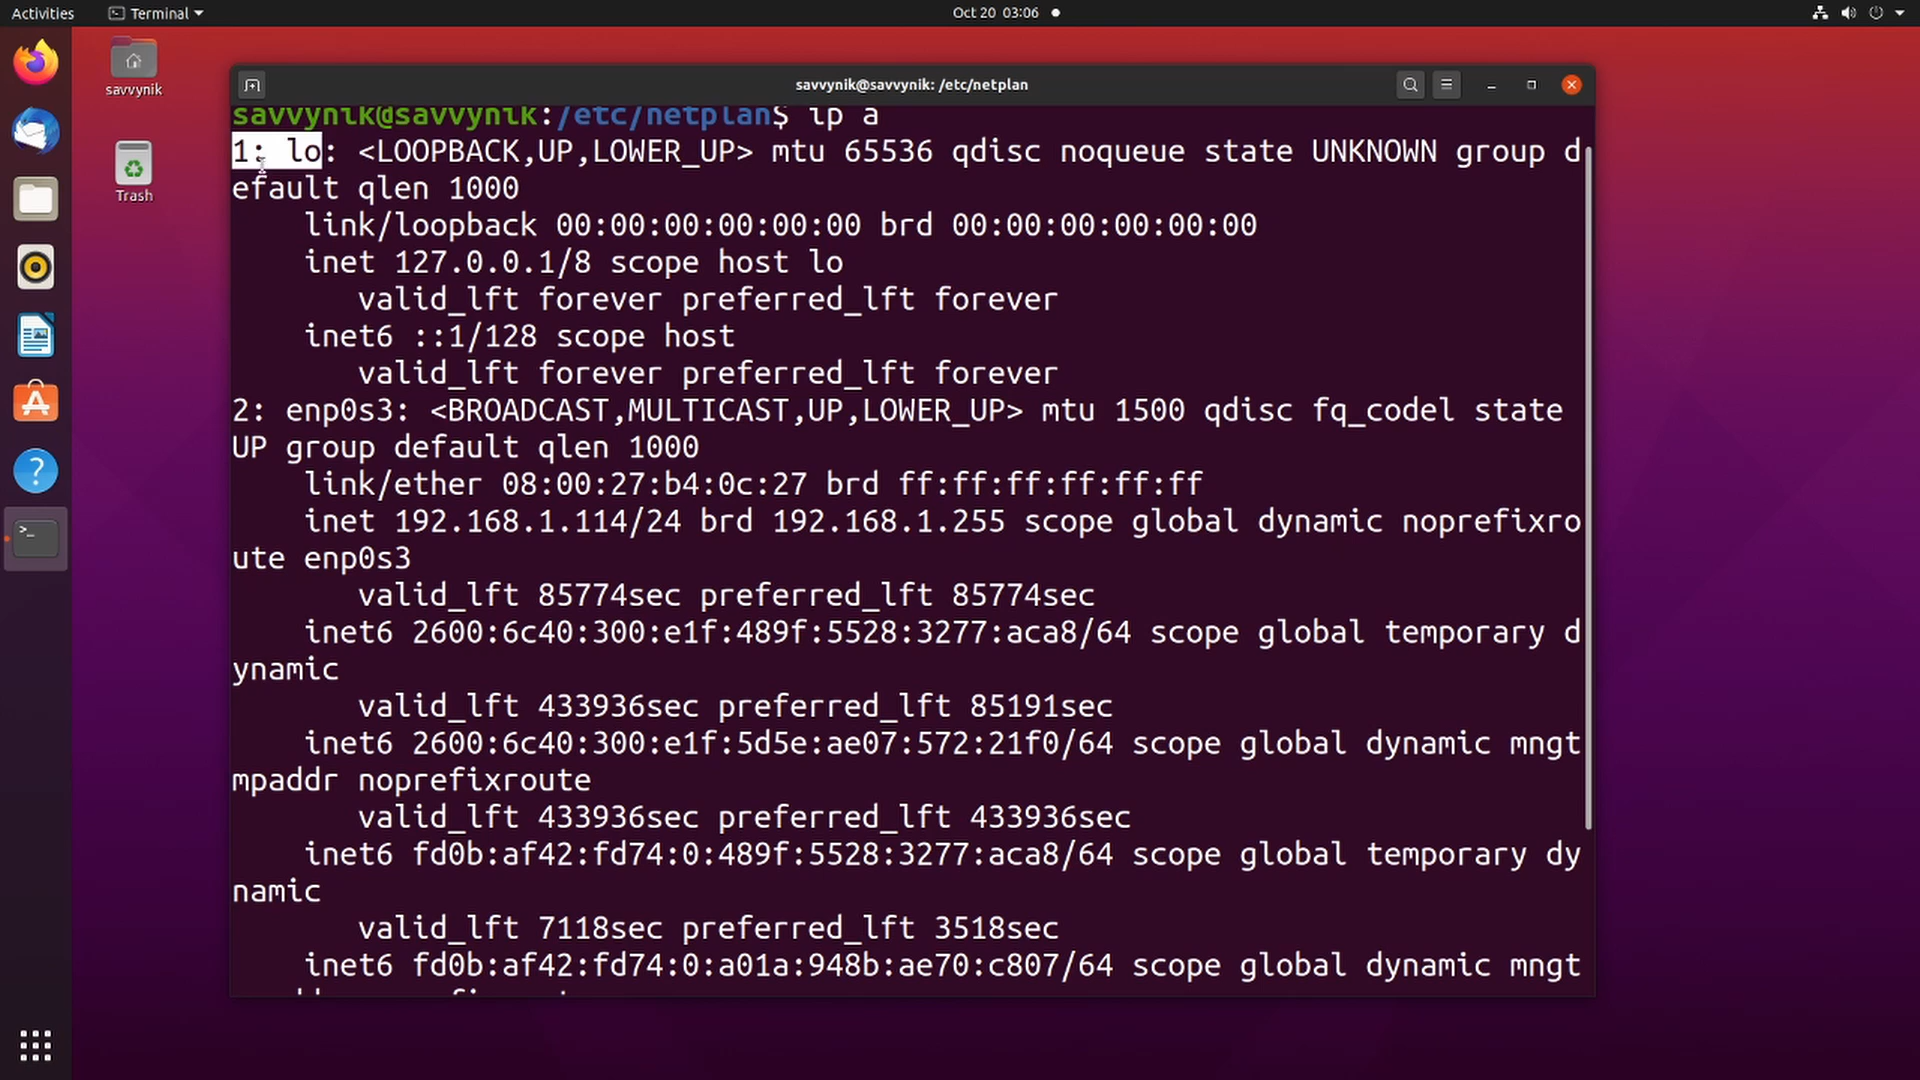 Activities
Terminal
Oct 20 03:06
savvynik
Trash
savvynik@savvynik: /etc/netplan
savvynik@savvynik:/etc/netplan$ ip a
1: lo: <LOOPBACK,UP,LOWER_UP> mtu 65536 qdisc noqueue state UNKNOWN group d
efault qlen 1000
    link/loopback 00:00:00:00:00:00 brd 00:00:00:00:00:00
    inet 127.0.0.1/8 scope host lo
       valid_lft forever preferred_lft forever
    inet6 ::1/128 scope host
       valid_lft forever preferred_lft forever
2: enp0s3: <BROADCAST,MULTICAST,UP,LOWER_UP> mtu 1500 qdisc fq_codel state
UP group default qlen 1000
    link/ether 08:00:27:b4:0c:27 brd ff:ff:ff:ff:ff:ff
    inet 192.168.1.114/24 brd 192.168.1.255 scope global dynamic noprefixro
ute enp0s3
       valid_lft 85774sec preferred_lft 85774sec
    inet6 2600:6c40:300:e1f:489f:5528:3277:aca8/64 scope global temporary d
ynamic
       valid_lft 433936sec preferred_lft 85191sec
    inet6 2600:6c40:300:e1f:5d5e:ae07:572:21f0/64 scope global dynamic mngt
mpaddr noprefixroute
       valid_lft 433936sec preferred_lft 433936sec
    inet6 fd0b:af42:fd74:0:489f:5528:3277:aca8/64 scope global temporary dy
namic
       valid_lft 7118sec preferred_lft 3518sec
    inet6 fd0b:af42:fd74:0:a01a:948b:ae70:c807/64 scope global dynamic mngt